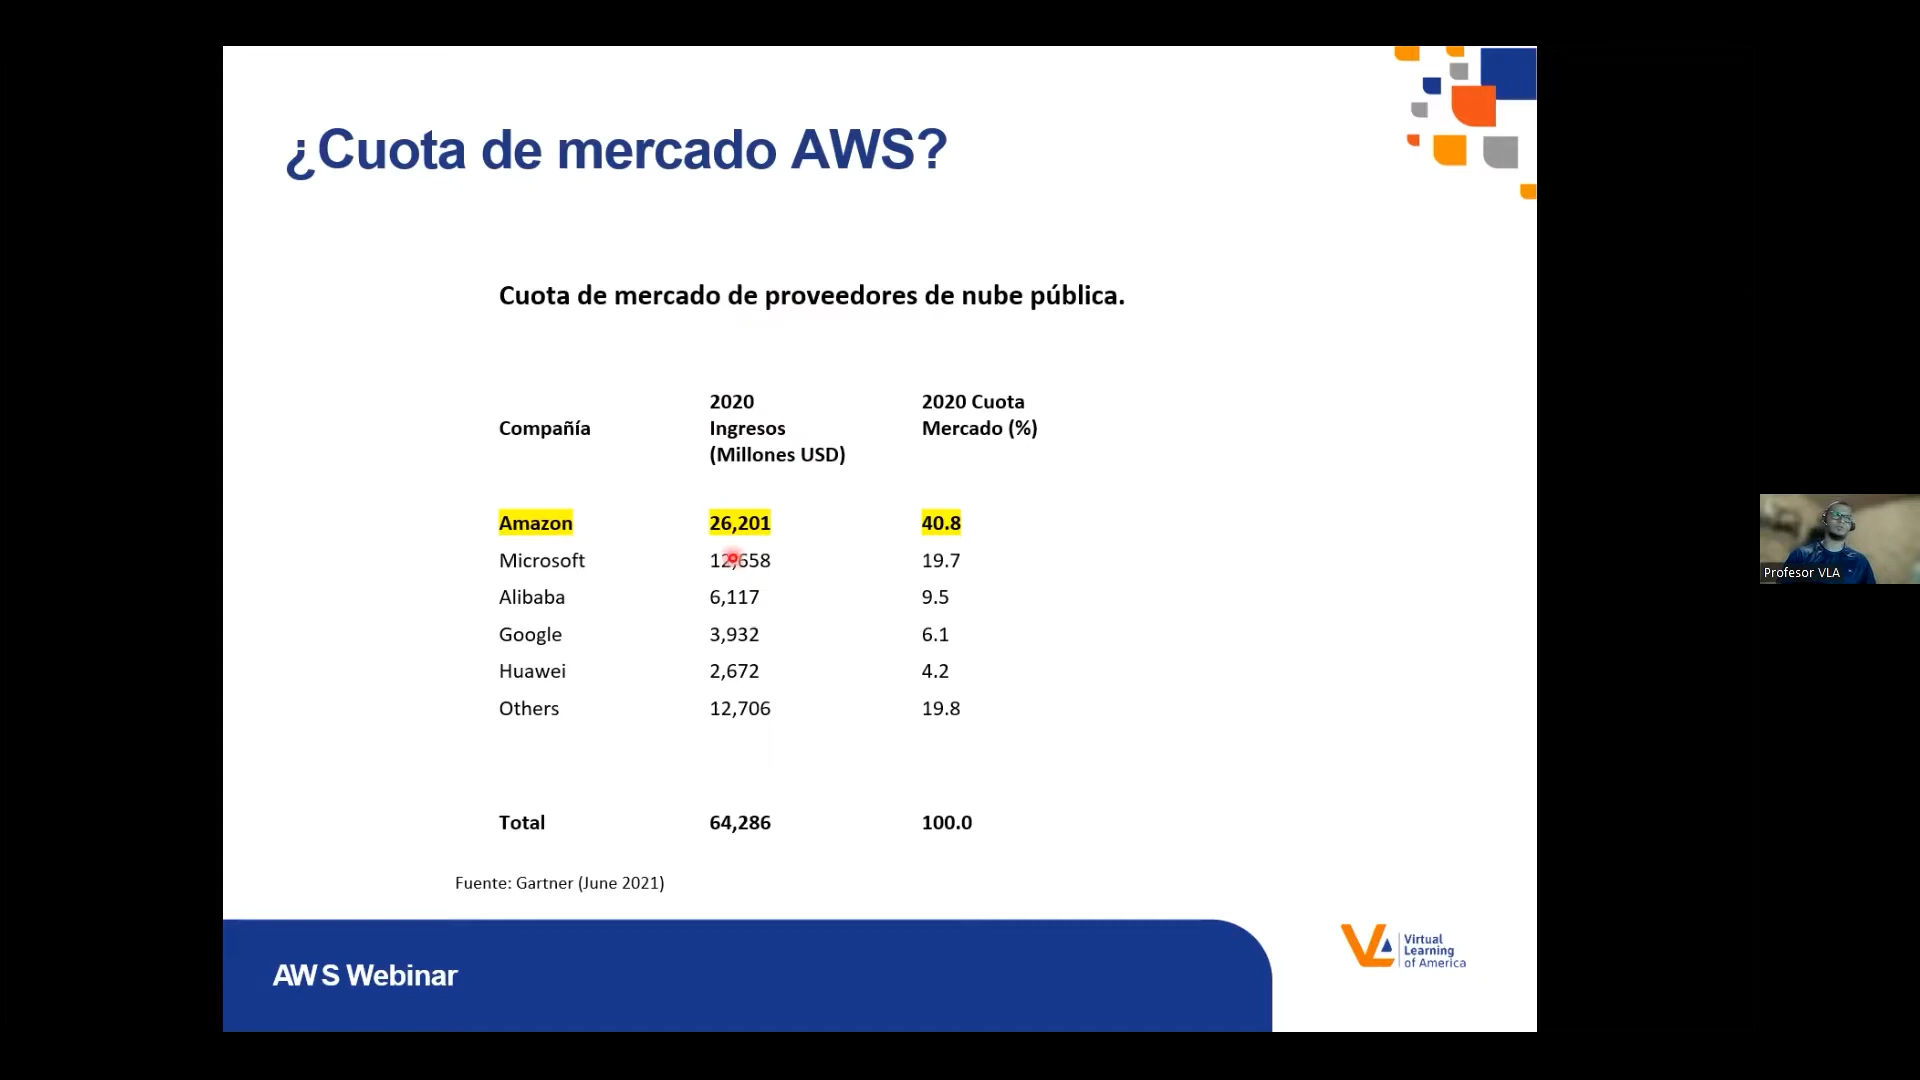 ¿Cuota de mercado AWS?
Cuota de mercado de proveedores de nube pública.
Compañía
2020
Ingresos
(Millones USD)
2020 Cuota
Mercado (%)
Amazon 26,201 40.8
Microsoft 12,658 19.7
Alibaba 6,117 9.5
Google 3,932 6.1
Huawei 2,672 4.2
Others 12,706 19.8
Total 64,286 100.0
Fuente: Gartner (June 2021)
AWS Webinar
VLA
Virtual
Learning
of America
Profesor VLA